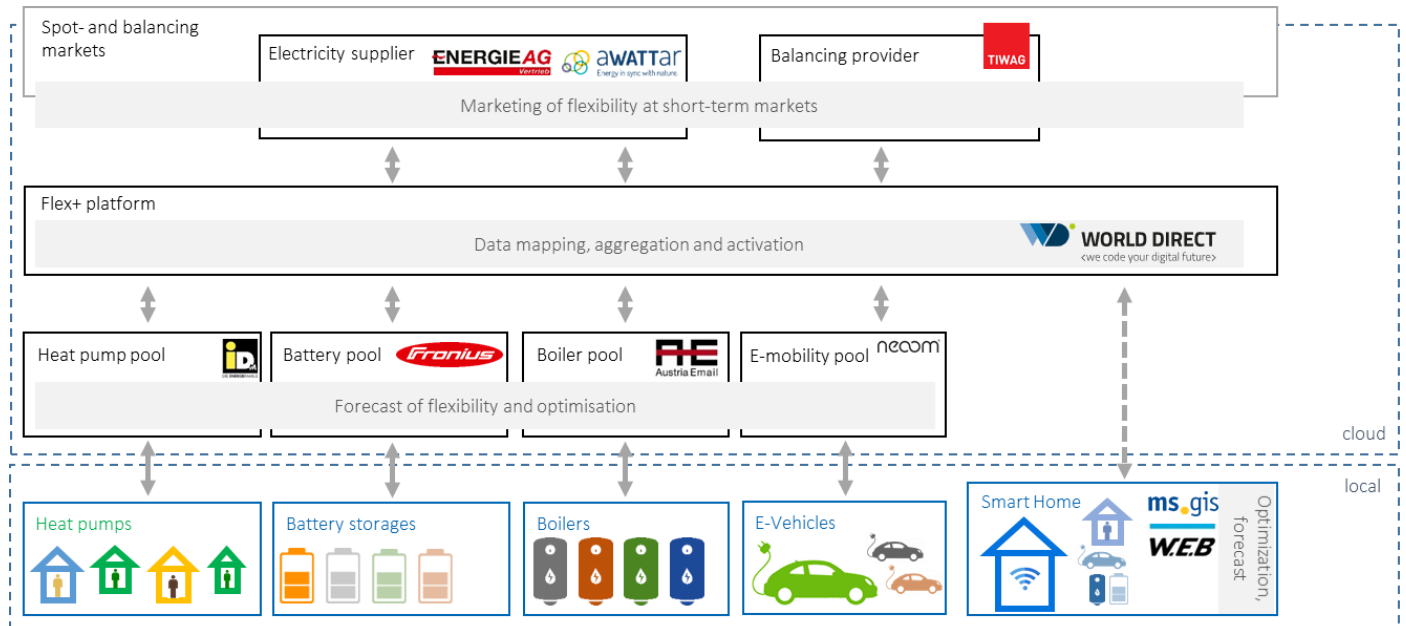 Spot- and balancing
markets
Electricity supplier
ENERGIEAG
Vertrieb
aWATTar
Energy in sync with nature.
Balancing provider
TIWAG
Marketing of flexibility at short-term markets
Flex+ platform
Data mapping, aggregation and activation
WORLD DIRECT
<we code your digital future>
Heat pump pool
iDM
Battery pool
Fronius
Boiler pool
AE
Austria Email
E-mobility pool
neoom
Forecast of flexibility and optimisation
cloud
local
Heat pumps
Battery storages
Boilers
E-Vehicles
Smart Home
ms.gis
W.E.B
Optimization,
forecast